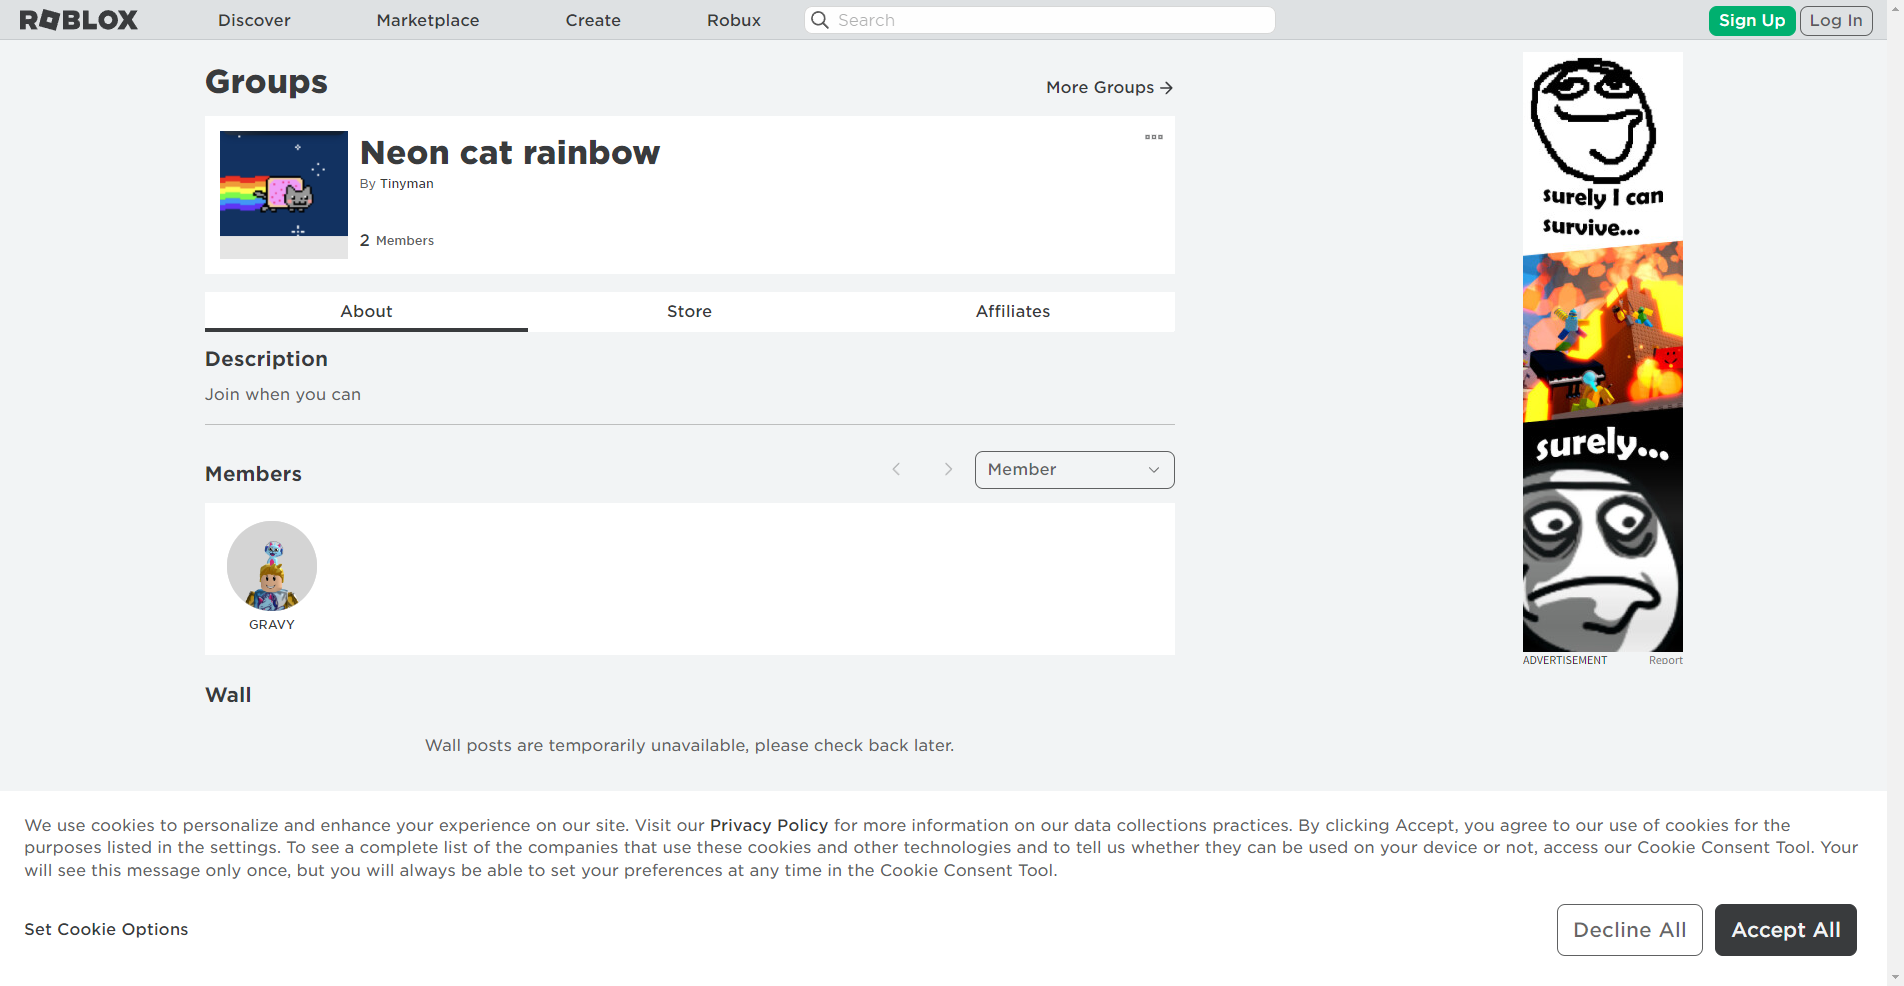 ROBLOX
Discover
Marketplace
Create
Robux
Search
Sign Up
Log In
Groups
More Groups
Neon cat rainbow
By Tinyman
2 Members
About
Store
Affiliates
Description
Join when you can
Members
Member
GRAVY
Wall
Wall posts are temporarily unavailable, please check back later.
surely I can
survive...
surely...
ADVERTISEMENT
Report
We use cookies to personalize and enhance your experience on our site. Visit our Privacy Policy for more information on our data collections practices. By clicking Accept, you agree to our use of cookies for the
purposes listed in the settings. To see a complete list of the companies that use these cookies and other technologies and to tell us whether they can be used on your device or not, access our Cookie Consent Tool. Your
will see this message only once, but you will always be able to set your preferences at any time in the Cookie Consent Tool.
Set Cookie Options
Decline All
Accept All